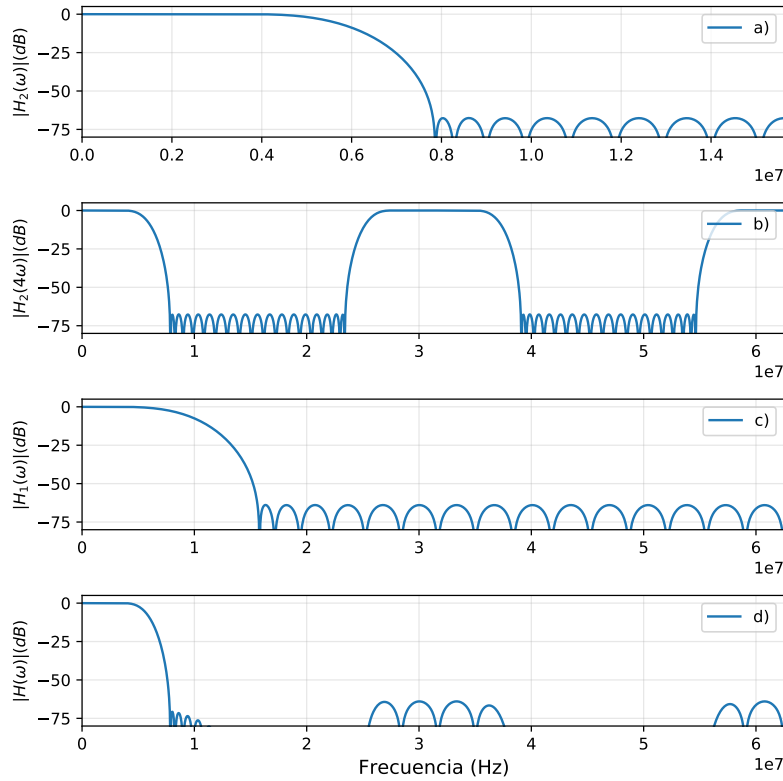 |H₂(ω)|(dB)
0
−25
−50
−75
a)
0.0 0.2 0.4 0.6 0.8 1.0 1.2 1.4
1e7
|H₂(4ω)|(dB)
0
−25
−50
−75
b)
0 1 2 3 4 5 6
1e7
|H₁(ω)|(dB)
0
−25
−50
−75
c)
0 1 2 3 4 5 6
1e7
|H(ω)|(dB)
0
−25
−50
−75
d)
0 1 2 3 4 5 6
1e7
Frecuencia (Hz)